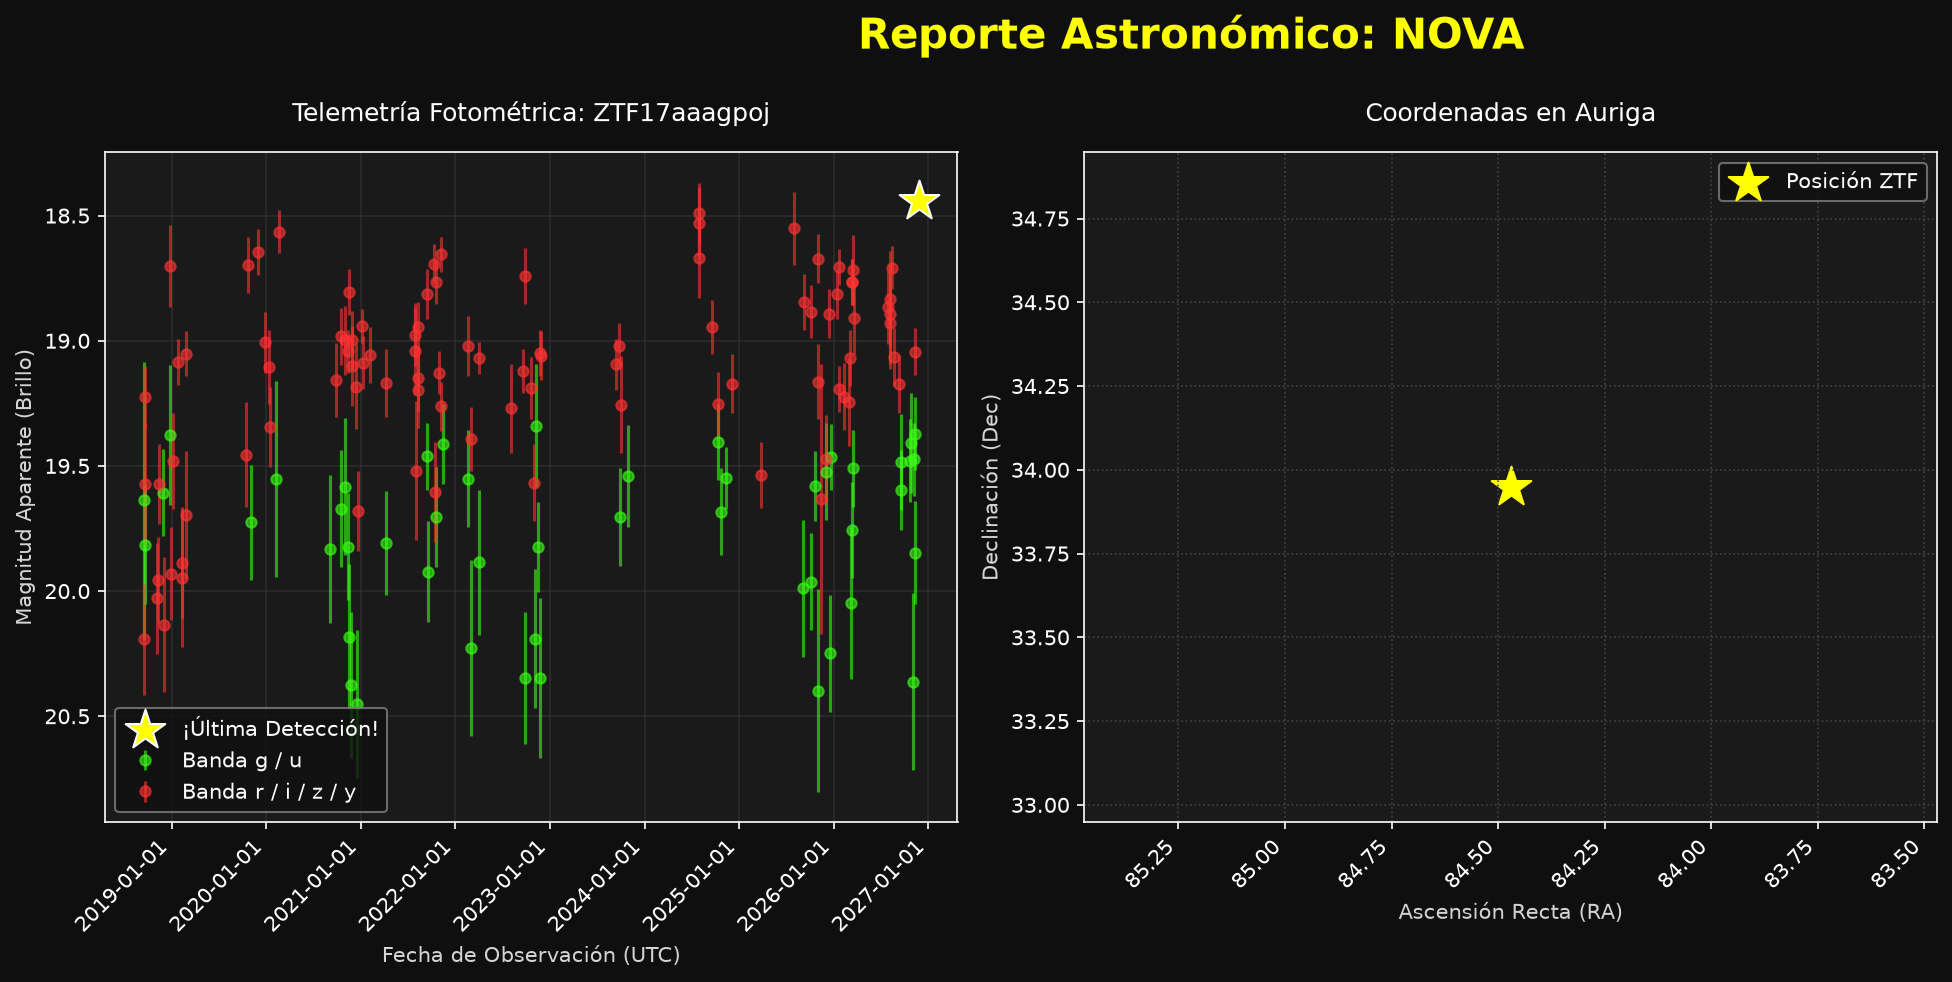 Reporte Astronómico: NOVA
Telemetría Fotométrica: ZTF17aaagpoj
Magnitud Aparente (Brillo)
18.5
19.0
19.5
20.0
20.5
¡Última Detección!
Banda g / u
Banda r / i / z / y
2019-01-01
2020-01-01
2021-01-01
2022-01-01
2023-01-01
2024-01-01
2025-01-01
2026-01-01
2027-01-01
Fecha de Observación (UTC)
Coordenadas en Auriga
Posición ZTF
Declinación (Dec)
34.75
34.50
34.25
34.00
33.75
33.50
33.25
33.00
85.25
85.00
84.75
84.50
84.25
84.00
83.75
83.50
Ascensión Recta (RA)